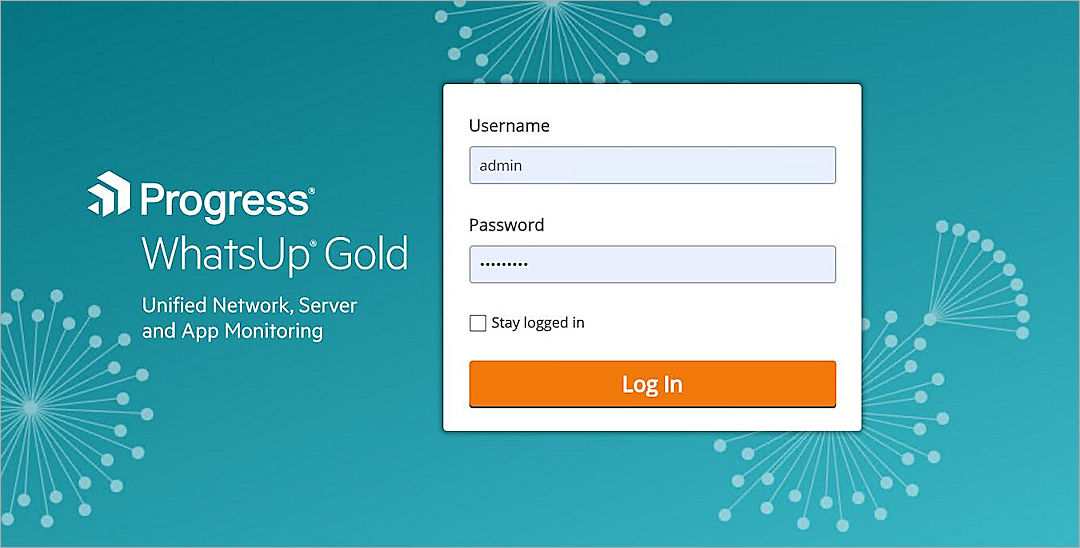 Progress®
WhatsUp® Gold
Unified Network, Server
and App Monitoring
Username
admin
Password
•••••••••
Stay logged in
Log In